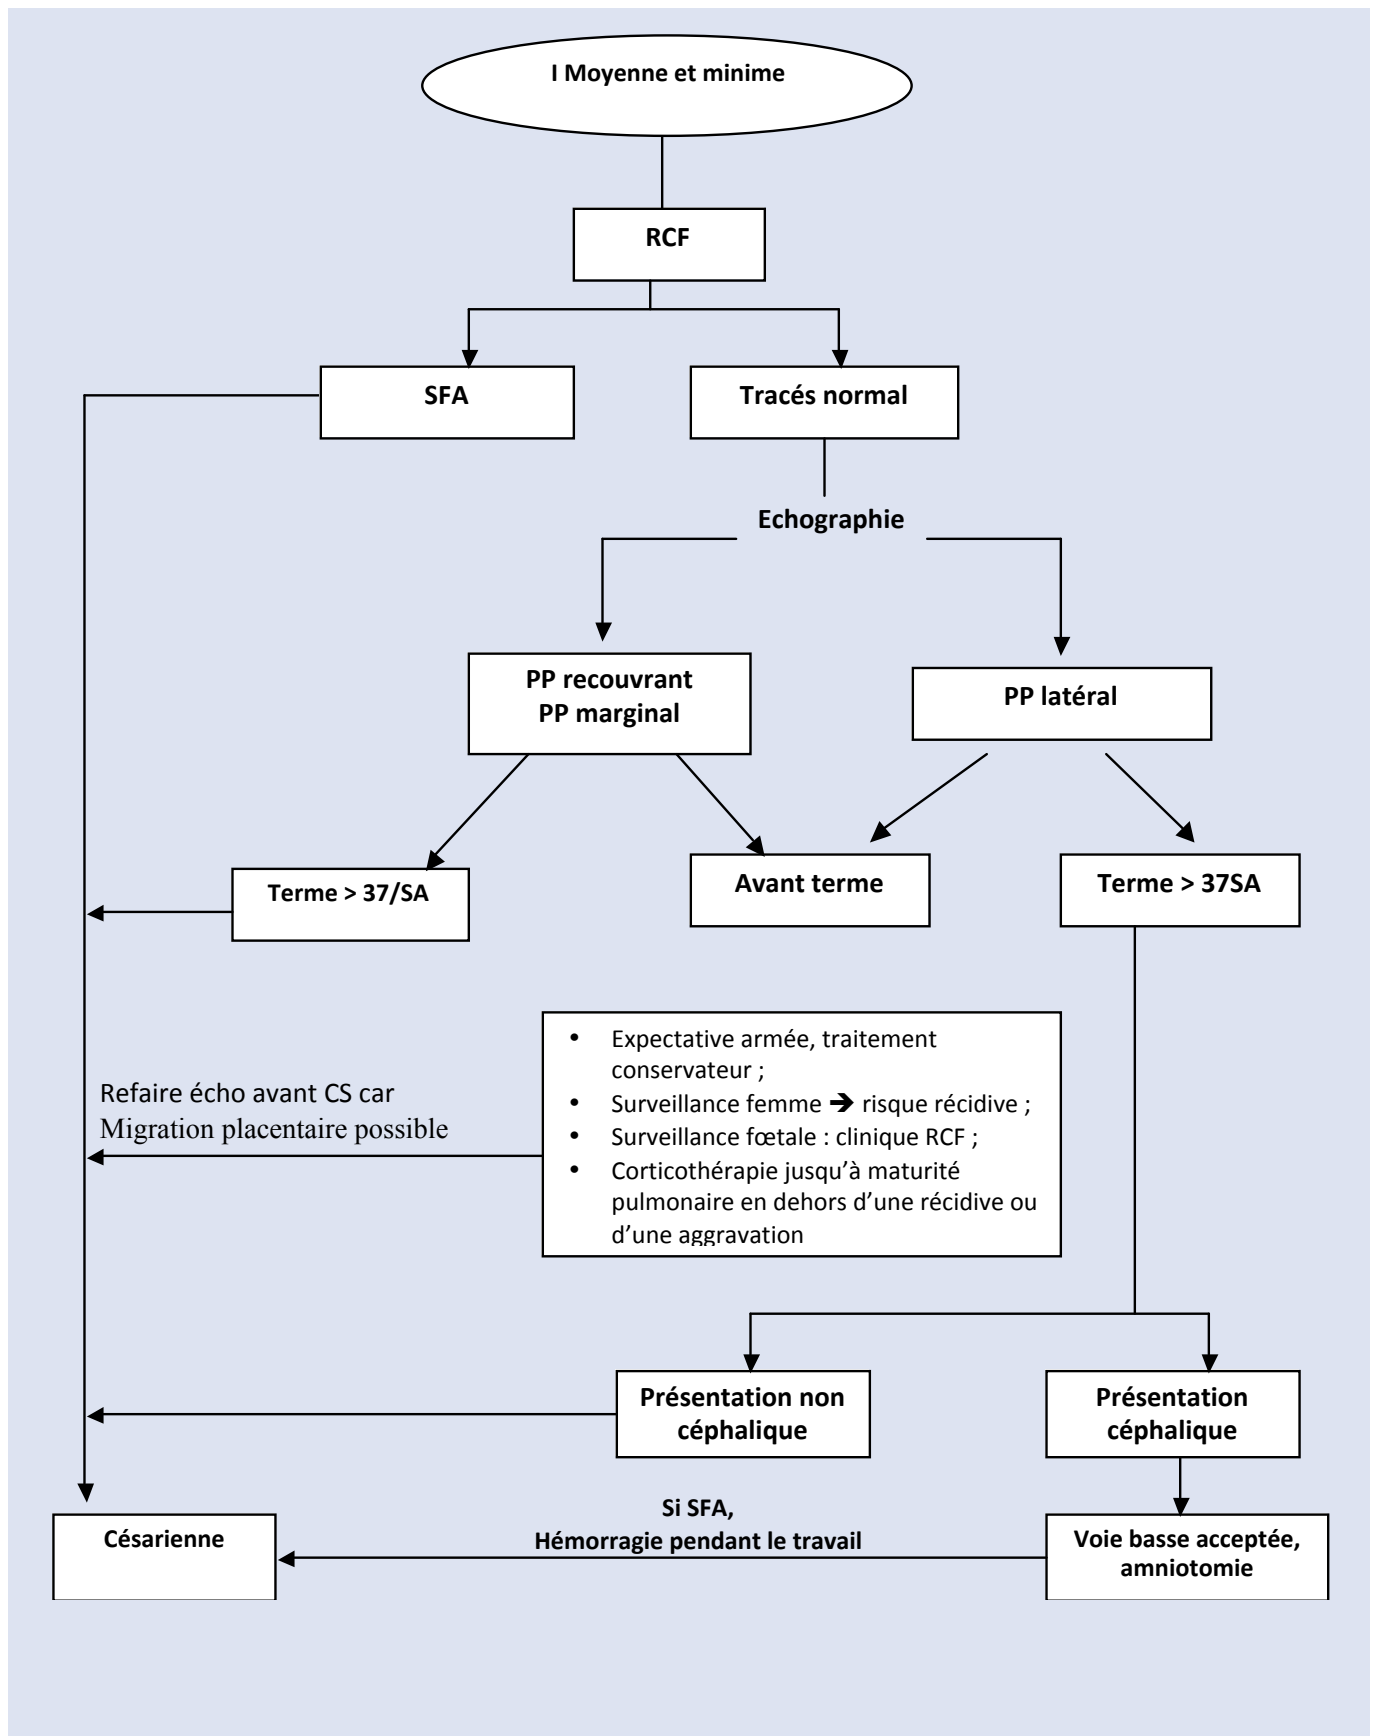 I Moyenne et minime
RCF
SFA
Tracés normal
Echographie
PP recouvrant
PP marginal
PP latéral
Terme > 37/SA
Avant terme
Terme > 37SA
• Expectative armée, traitement
conservateur ;
• Surveillance femme ➔ risque récidive ;
• Surveillance fœtale : clinique RCF ;
• Corticothérapie jusqu’à maturité
pulmonaire en dehors d’une récidive ou
d’une aggravation
Refaire écho avant CS car
Migration placentaire possible
Présentation non
céphalique
Présentation
céphalique
Si SFA,
Hémorragie pendant le travail
Césarienne
Voie basse acceptée,
amniotomie